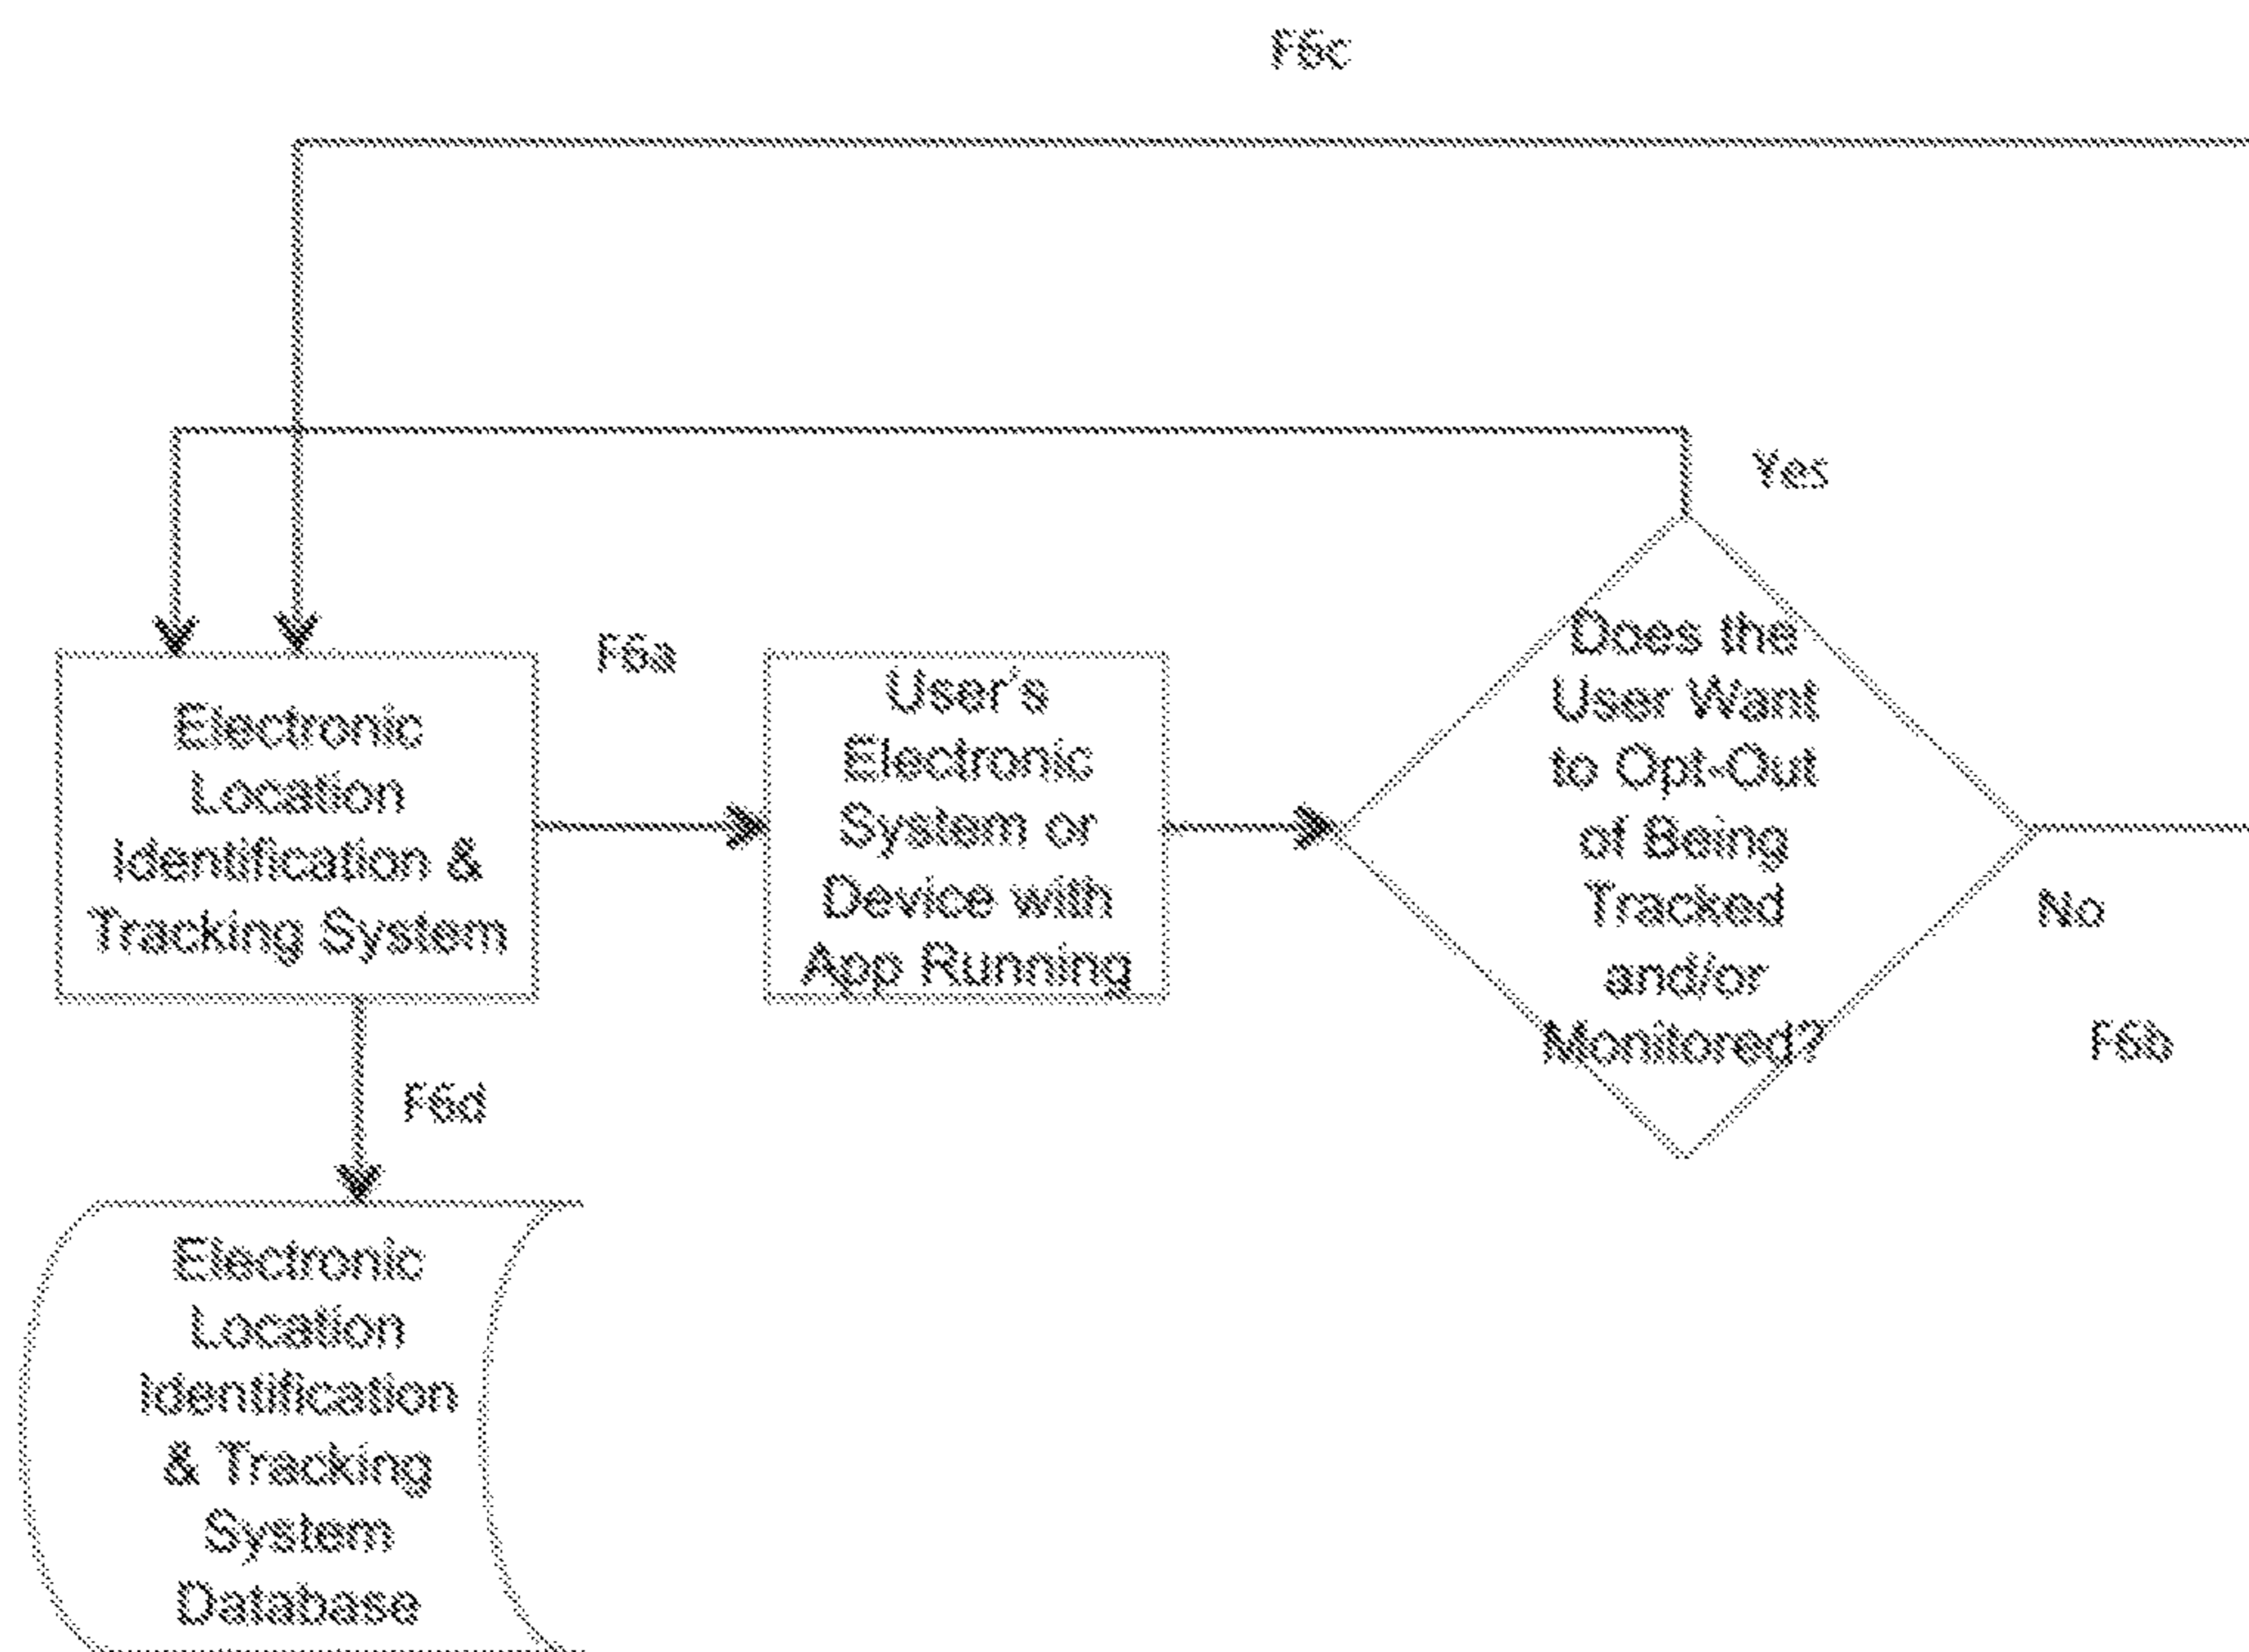 F6c
Yes
F6a
Electronic
Location
Identification &
Tracking System
User's
Electronic
System or
Device with
App Running
Does the
User Want
to Opt-Out
of Being
Tracked
and/or
Monitored?
No
F6b
F6d
Electronic
Location
Identification
& Tracking
System
Database